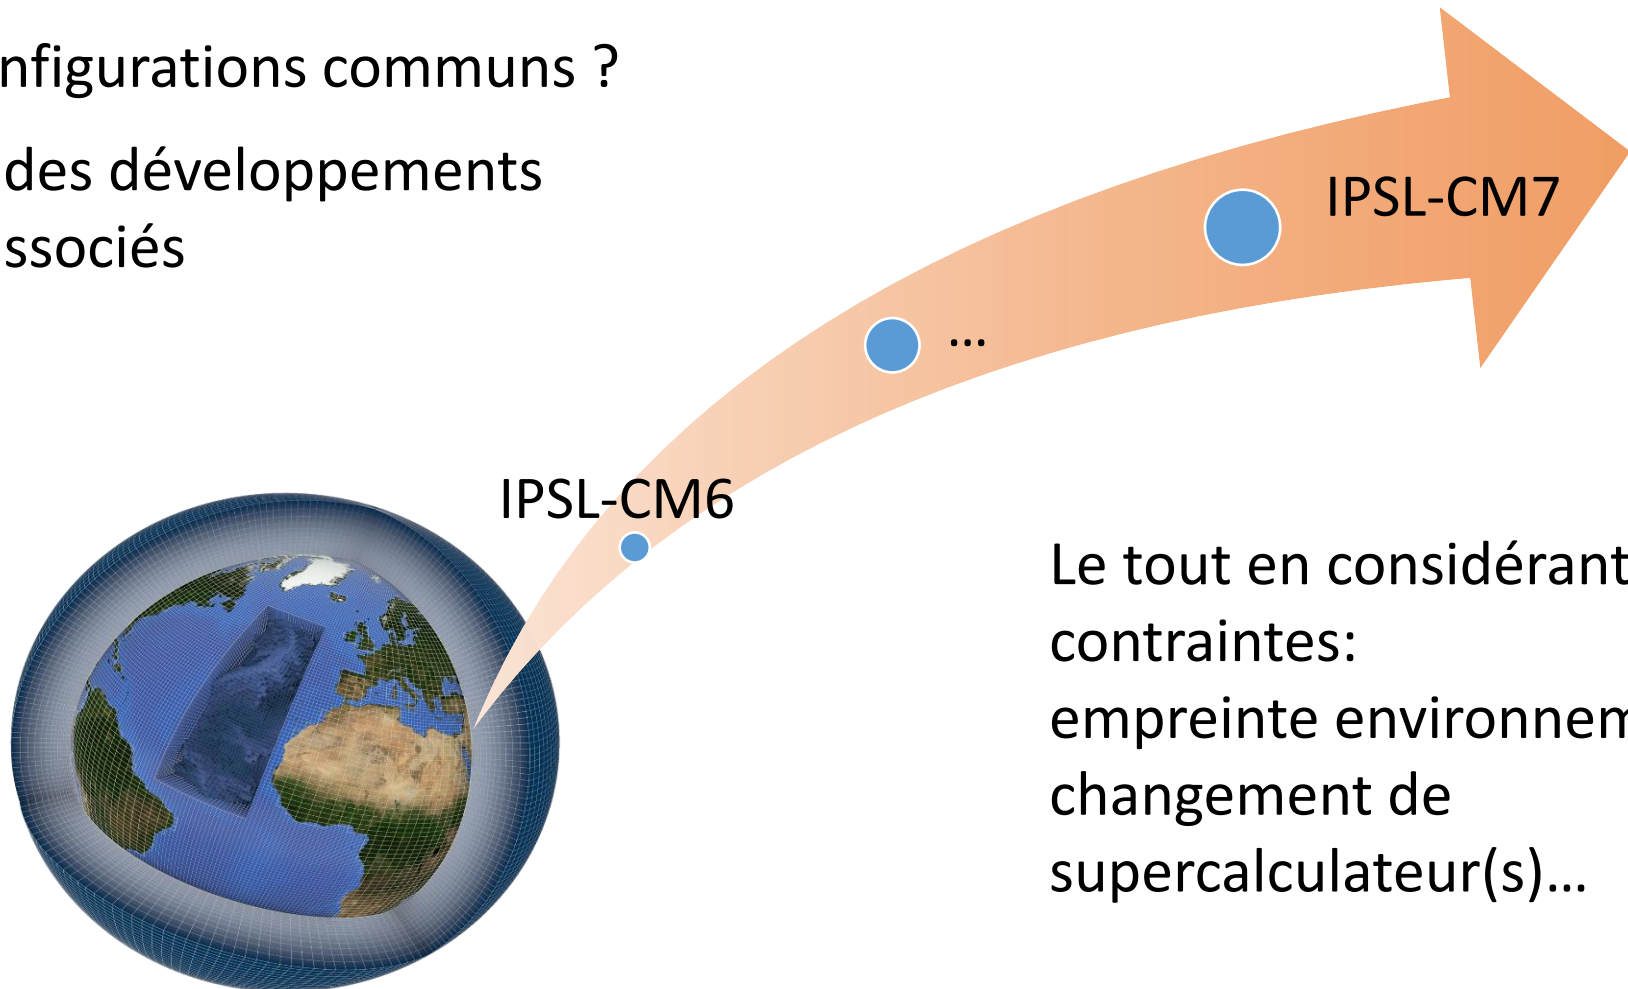 nfigurations communs ?
des développements
ssociés
IPSL-CM7
...
IPSL-CM6
Le tout en considérant
contraintes:
empreinte environnem
changement de
supercalculateur(s)...